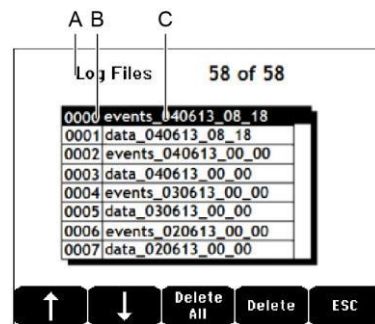 A B C
Log Files 58 of 58
0000 events_040613_08_18
0001 data_040613_08_18
0002 events_040613_00_00
0003 data_040613_00_00
0004 events_030613_00_00
0005 data_030613_00_00
0006 events_020613_00_00
0007 data_020613_00_00
↑ ↓ Delete All Delete ESC